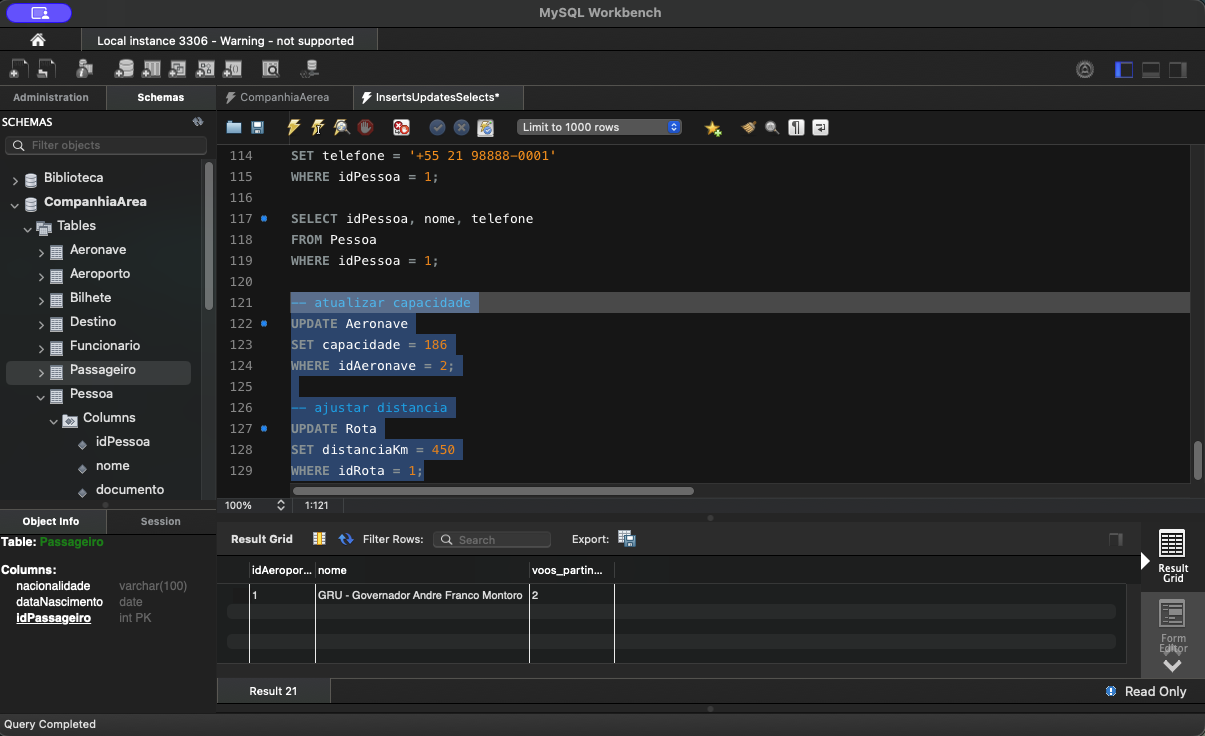 MySQL Workbench
Local instance 3306 - Warning - not supported
Administration
Schemas
CompanhiaAerea
InsertsUpdatesSelects*
SCHEMAS
Filter objects
Biblioteca
CompanhiaArea
Tables
Aeronave
Aeroporto
Bilhete
Destino
Funcionario
Passageiro
Pessoa
Columns
idPessoa
nome
documento
Limit to 1000 rows
114 SET telefone = '+55 21 98888-0001'
115 WHERE idPessoa = 1;
116
117 SELECT idPessoa, nome, telefone
118 FROM Pessoa
119 WHERE idPessoa = 1;
120
121 -- atualizar capacidade
122 UPDATE Aeronave
123 SET capacidade = 186
124 WHERE idAeronave = 2;
125
126 -- ajustar distancia
127 UPDATE Rota
128 SET distanciaKm = 450
129 WHERE idRota = 1;
100% 1:121
Object Info Session
Table: Passageiro
Columns:
nacionalidade varchar(100)
dataNascimento date
idPassageiro int PK
Result Grid Filter Rows: Search Export:
idAeropor... nome voos_partin...
1 GRU - Governador Andre Franco Montoro 2
Result Grid
Form Editor
Result 21
Read Only
Query Completed